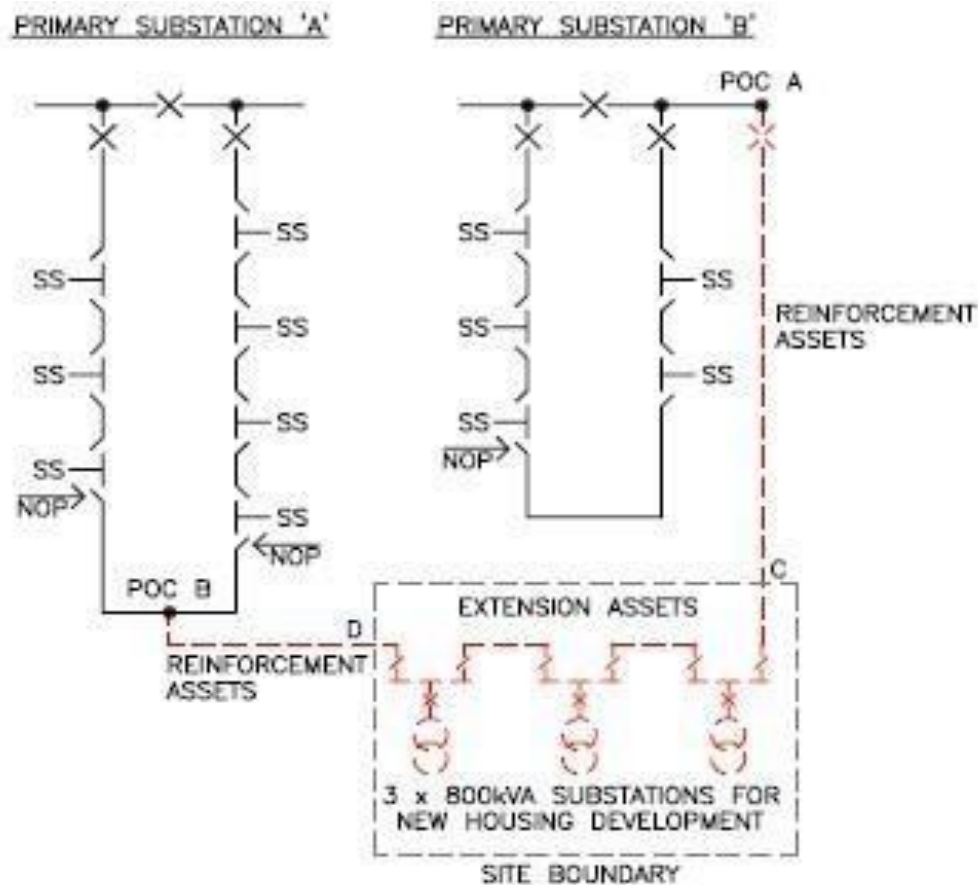 PRIMARY SUBSTATION 'A'
PRIMARY SUBSTATION 'B'
POC A
SS
SS
SS
SS
SS
SS
SS
SS
SS
SS
SS
SS
NOP
NOP
NOP
REINFORCEMENT
ASSETS
POC B
C
D
EXTENSION ASSETS
REINFORCEMENT
ASSETS
3 x 800kVA SUBSTATIONS FOR
NEW HOUSING DEVELOPMENT
SITE BOUNDARY